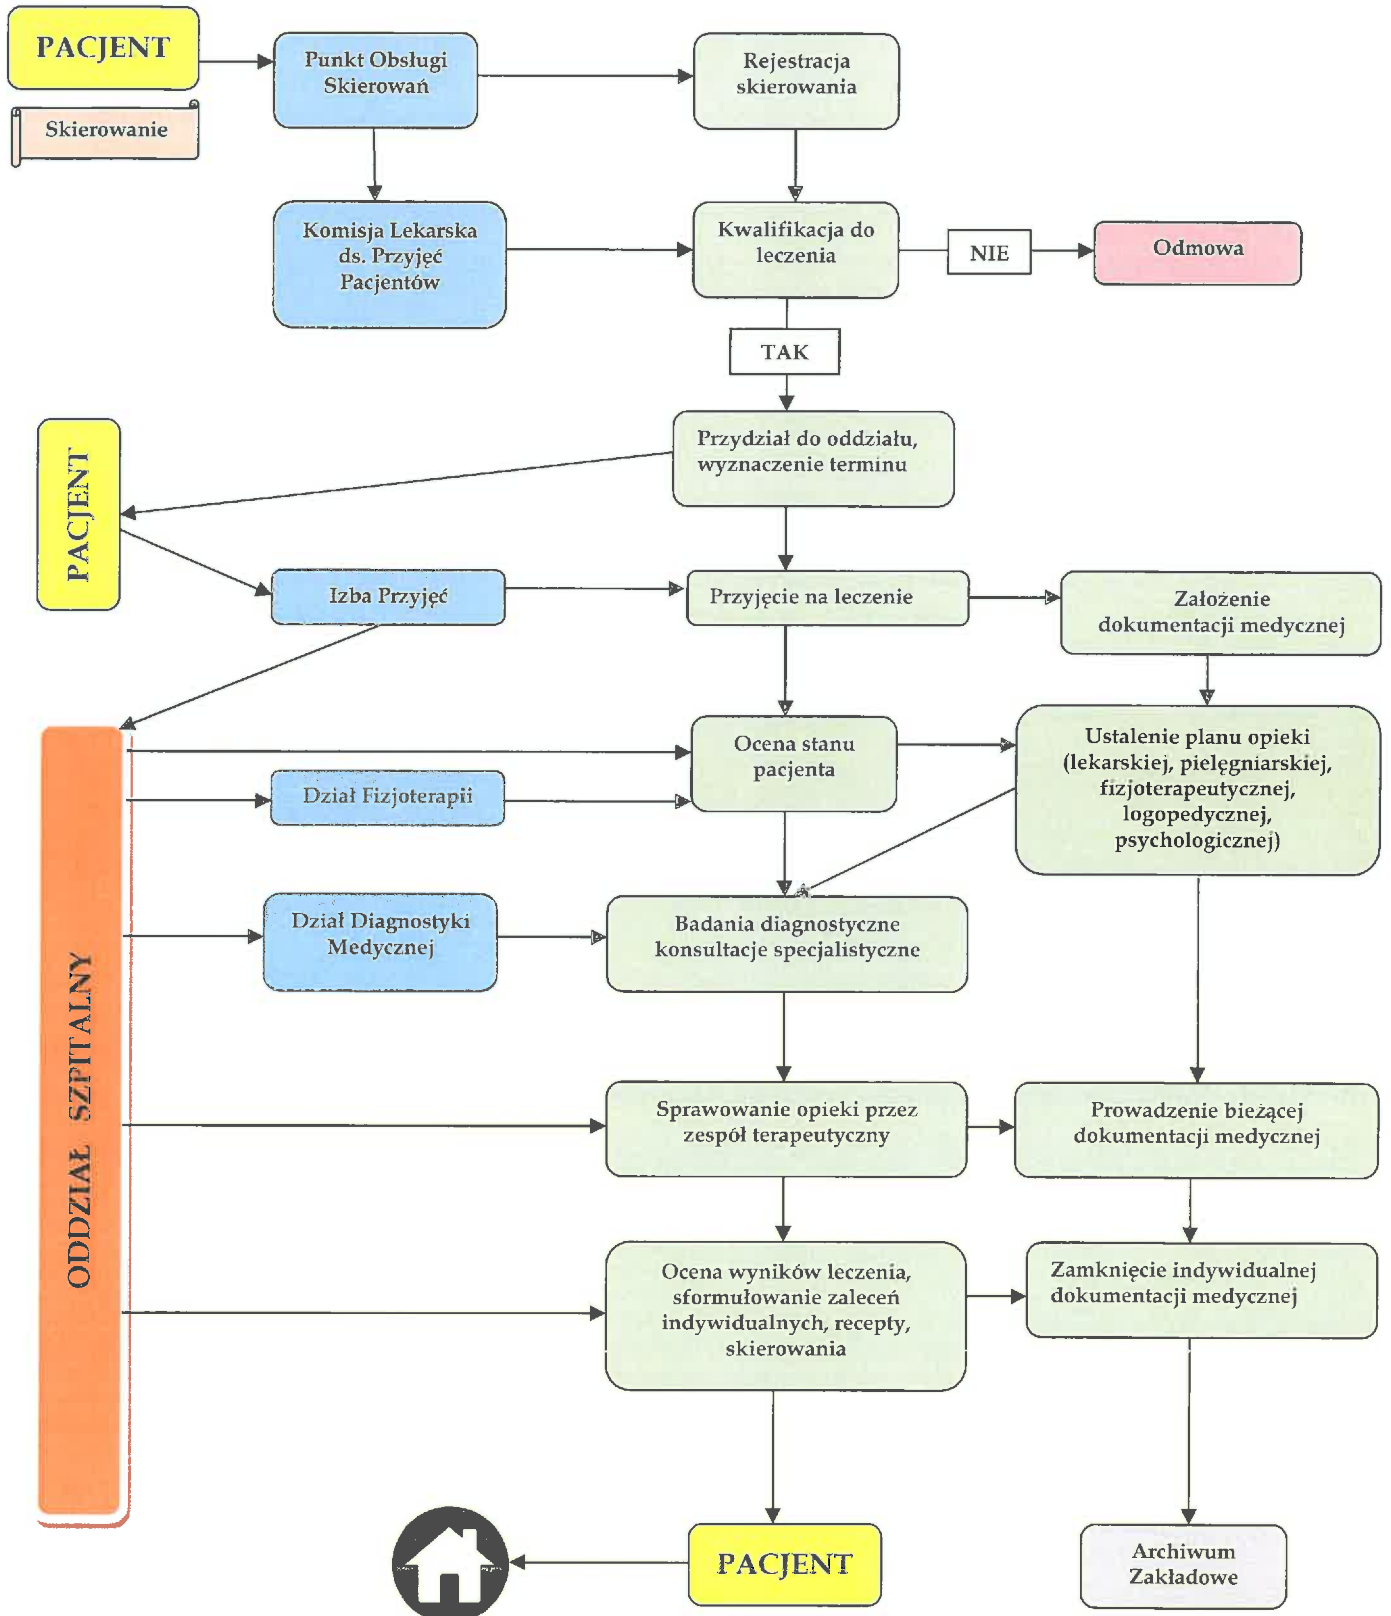 PACJENT
Skierowanie
Punkt Obsługi
Skierowań
Rejestracja
skierowania
Komisja Lekarska
ds. Przyjęć
Pacjentów
Kwalifikacja do
leczenia
NIE
Odmowa
TAK
Przydział do oddziału,
wyznaczenie terminu
PACJENT
Izba Przyjęć
Przyjęcie na leczenie
Założenie
dokumentacji medycznej
Ocena stanu
pacjenta
Ustalenie planu opieki
(lekarskiej, pielęgniarskiej,
fizjoterapeutycznej,
logopedycznej,
psychologicznej)
Dział Fizjoterapii
Dział Diagnostyki
Medycznej
Badania diagnostyczne
konsultacje specjalistyczne
ODDZIAŁ SZPITALNY
Sprawowanie opieki przez
zespół terapeutyczny
Prowadzenie bieżącej
dokumentacji medycznej
Ocena wyników leczenia,
sformułowanie zaleceń
indywidualnych, recepty,
skierowania
Zamknięcie indywidualnej
dokumentacji medycznej
PACJENT
Archiwum
Zakładowe